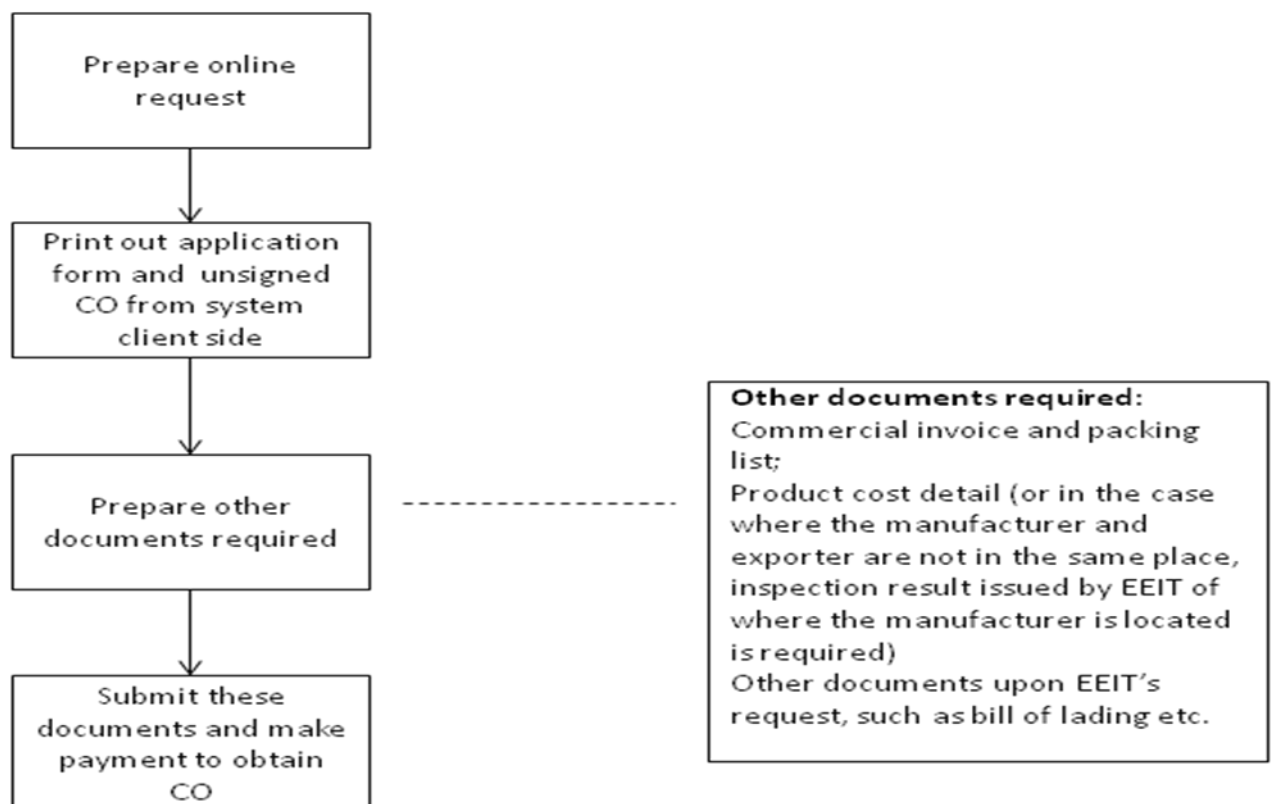 Prepare online
request
Print out application
form and unsigned
CO from system
client side
Prepare other
documents required
Submit these
documents and make
payment to obtain
CO
Other documents required:
Commercial invoice and packing
list;
Product cost detail (or in the case
where the manufacturer and
exporter are not in the same place,
inspection result issued by EEIT of
where the manufacturer is located
is required)
Other documents upon EEIT's
request, such as bill of lading etc.